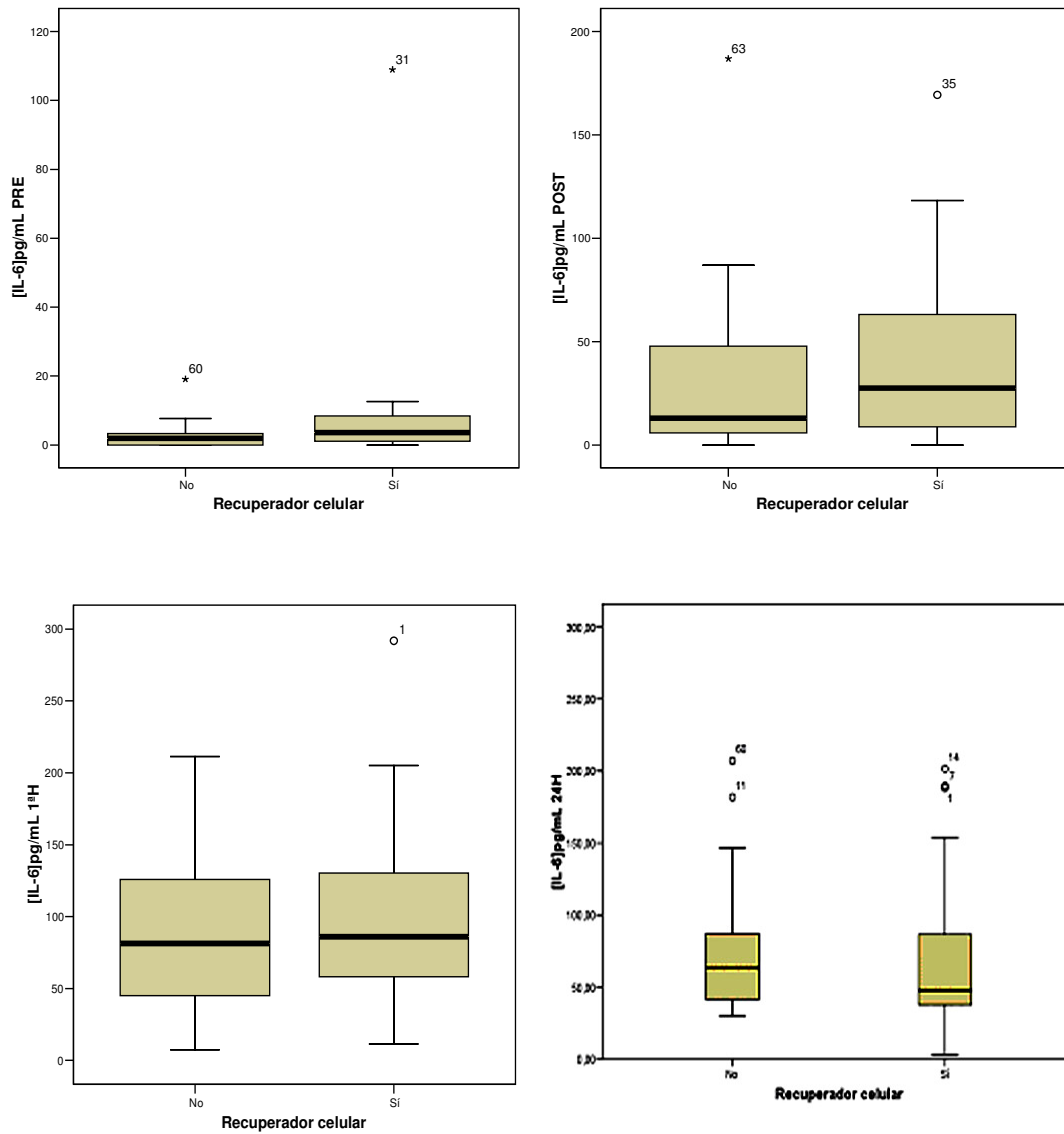 [IL-6]pg/mL PRE
120
100
80
60
40
20
0
31
60
No
Sí
Recuperador celular
[IL-6]pg/mL POST
200
150
100
50
0
63
35
No
Sí
Recuperador celular
[IL-6]pg/mL 1ªH
300
250
200
150
100
50
0
1
No
Sí
Recuperador celular
[IL-6]pg/mL 24H
300,00
250,00
200,00
150,00
100,00
50,00
0,00
11
14
7
1
No
Sí
Recuperador celular